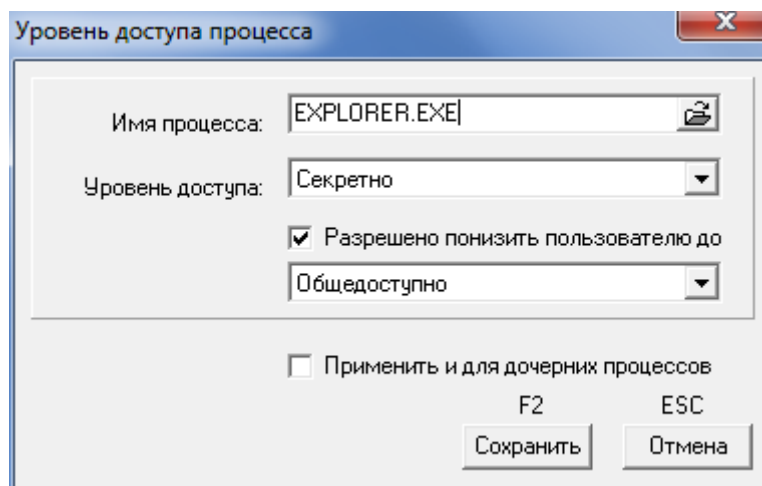 Уровень доступа процесса
Имя процесса: EXPLORER.EXE
Уровень доступа: Секретно
Разрешено понизить пользователю до
Общедоступно
Применить и для дочерних процессов
F2 ESC
Сохранить Отмена